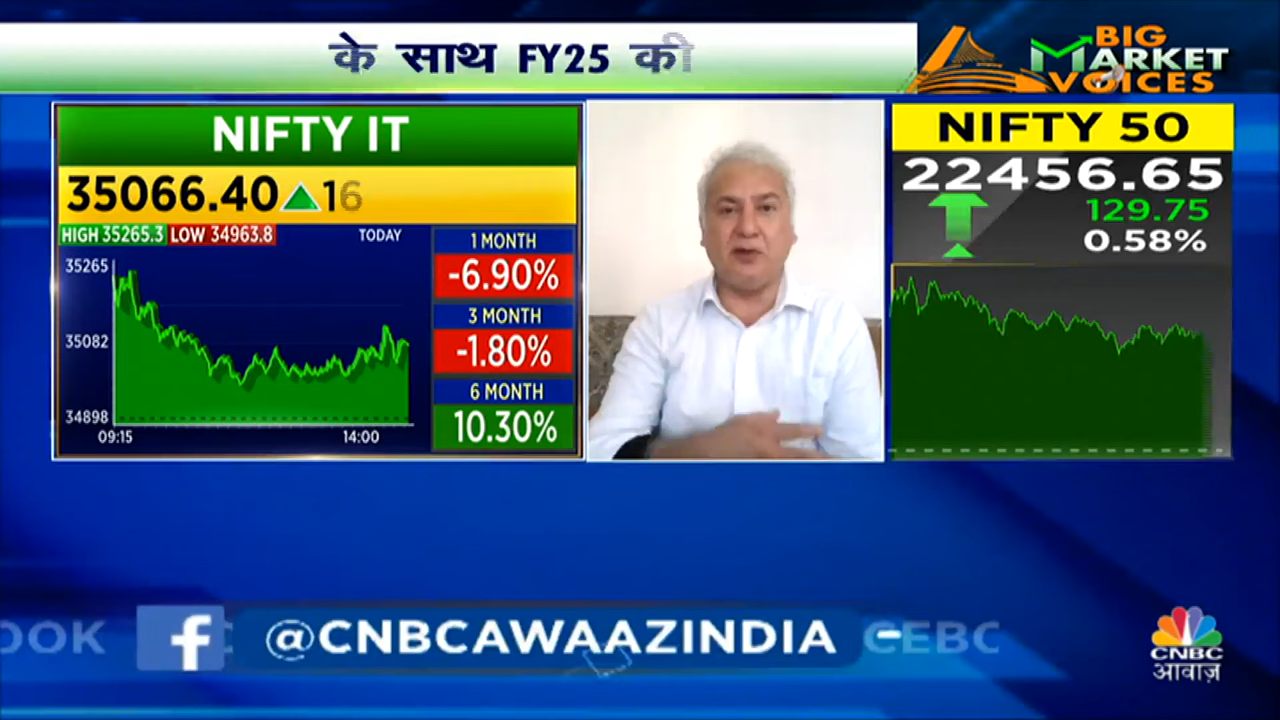 के साथ FY25 की
BIG
MARKET
VOICES
NIFTY IT
35066.40 16
HIGH 35265.3 LOW 34963.8 TODAY
35265
35082
34898
09:15 14:00
1 MONTH
-6.90%
3 MONTH
-1.80%
6 MONTH
10.30%
NIFTY 50
22456.65
129.75
0.58%
OOK
f @CNBCAWAAZINDIA
CNBC
आवाज़